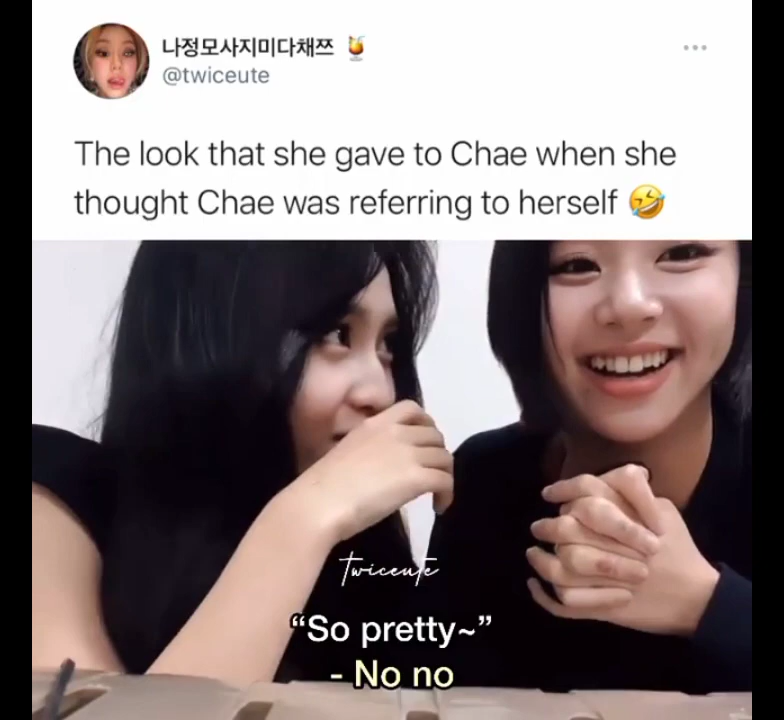 나정모사지미다채쯔 🍹
@twiceute
The look that she gave to Chae when she
thought Chae was referring to herself 🤣
Twiceute
“So pretty~”
- No no